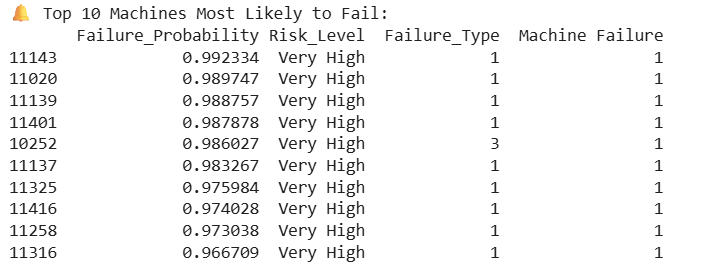 🔔 Top 10 Machines Most Likely to Fail:
Failure_Probability Risk_Level Failure_Type Machine Failure
11143 0.992334 Very High 1 1
11020 0.989747 Very High 1 1
11139 0.988757 Very High 1 1
11401 0.987878 Very High 1 1
10252 0.986027 Very High 3 1
11137 0.983267 Very High 1 1
11325 0.975984 Very High 1 1
11416 0.974028 Very High 1 1
11258 0.973038 Very High 1 1
11316 0.966709 Very High 1 1